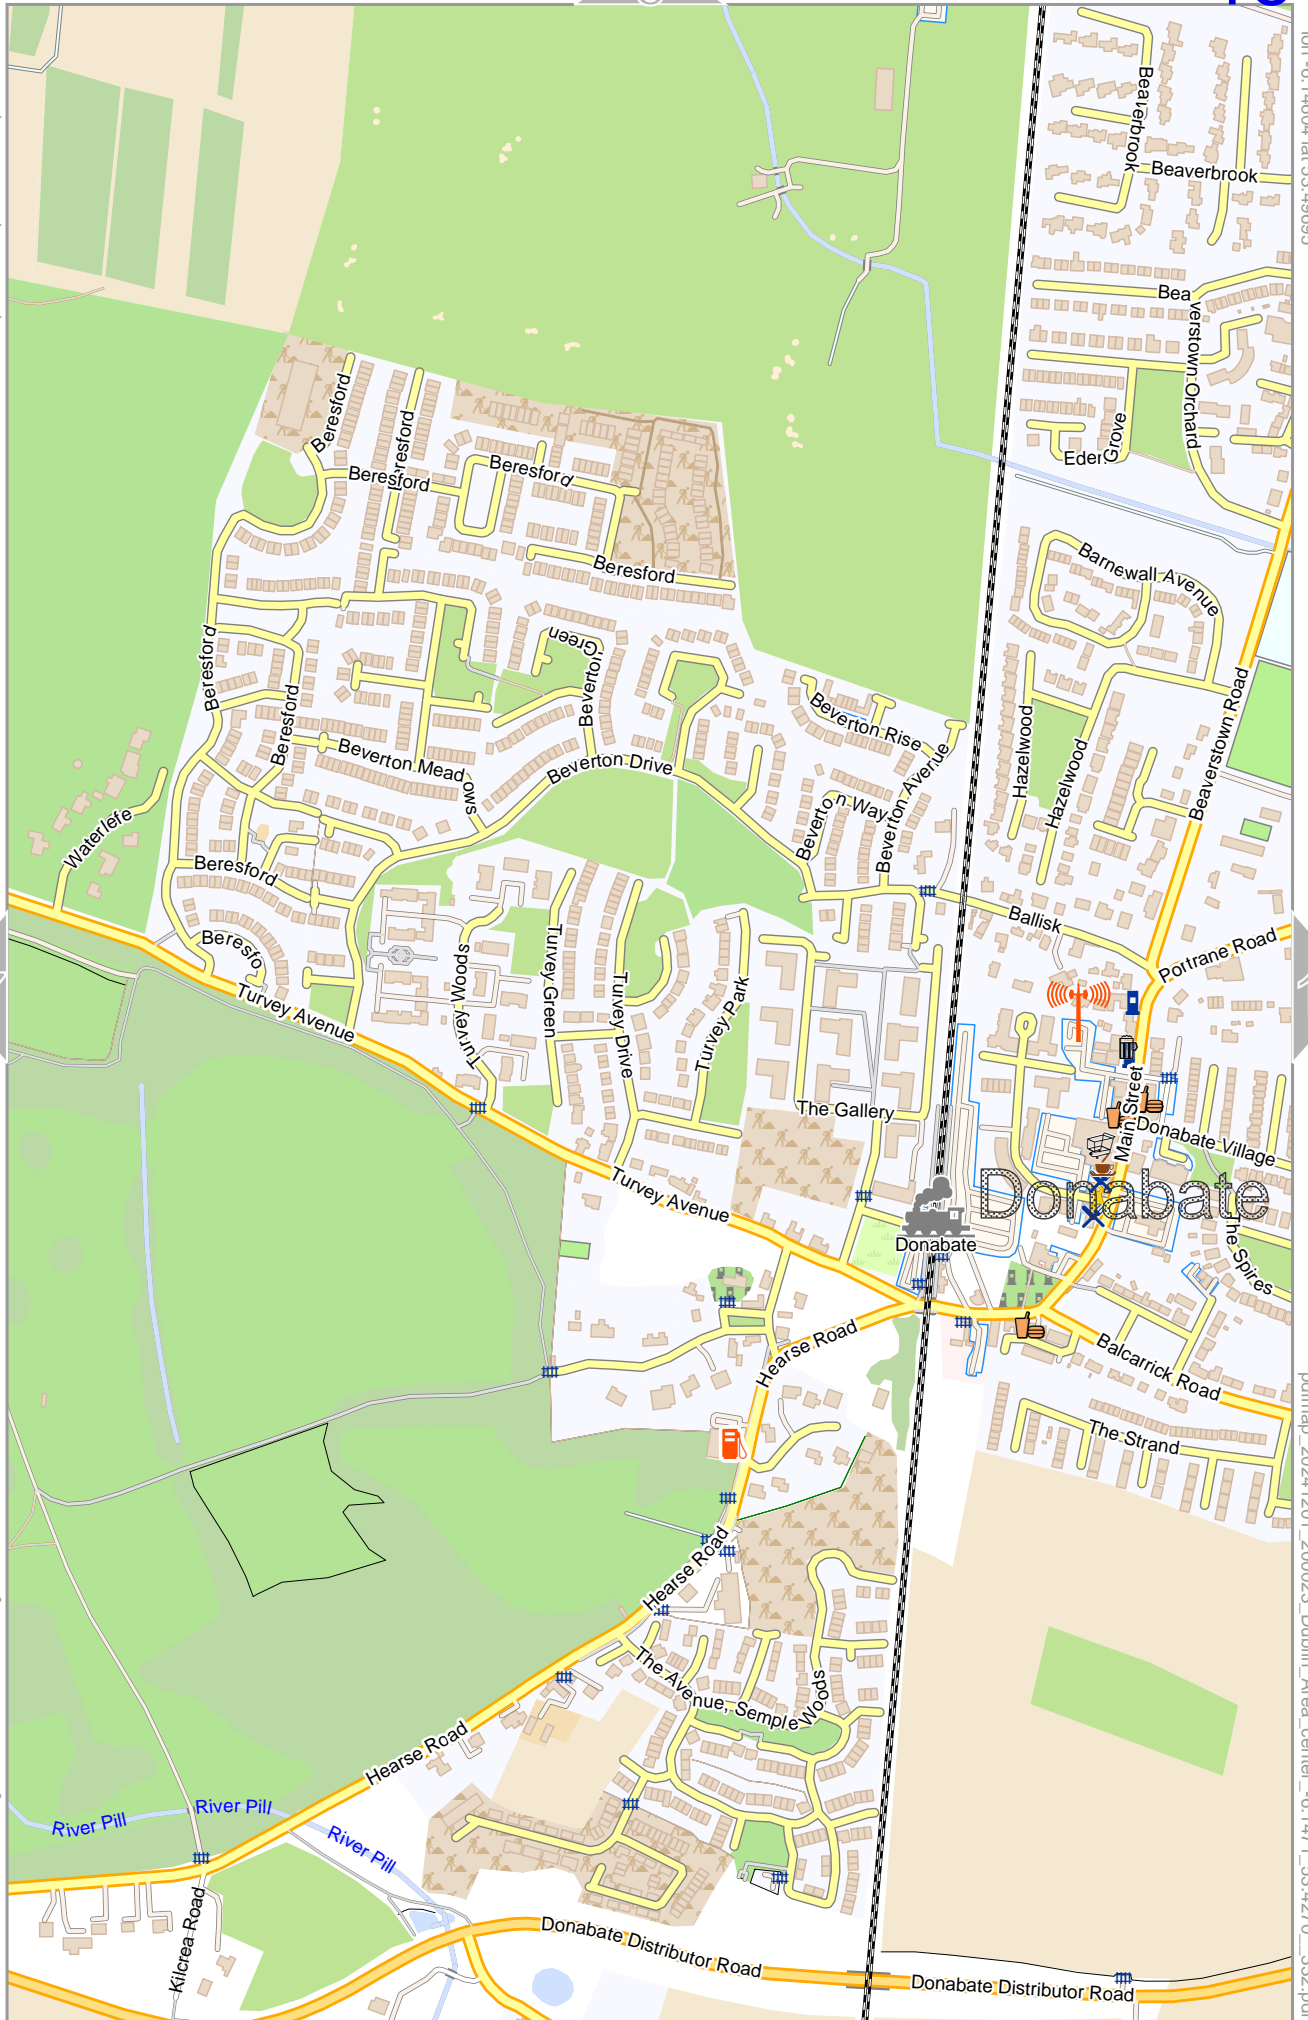 Beaverbrook
Beaverbrook
Beaverstown Orchard
Beresford
Beresford
Beresford
Beresford
Eden Grove
Beresford
Barnewall Avenue
Green
Beverton
Beresford
Beresford
Beverton Rise
Hazelwood
Hazelwood
Beaverstown Road
Beverton Meadows
Beverton Drive
Beverton Avenue
Beverton Way
Waterlefe
Beresford
Ballisk
Beresfo
Portrane Road
Turvey Avenue
Turvey Woods
Turvey Green
Turvey Drive
Turvey Park
The Gallery
Main Street
Donabate Village
Turvey Avenue
Donabate
Donabate
The Spires
Hearse Road
Balcarrick Road
The Strand
Hearse Road
The Avenue, Semple Woods
Hearse Road
River Pill
River Pill
River Pill
Kilcrea Road
Donabate Distributor Road
Donabate Distributor Road